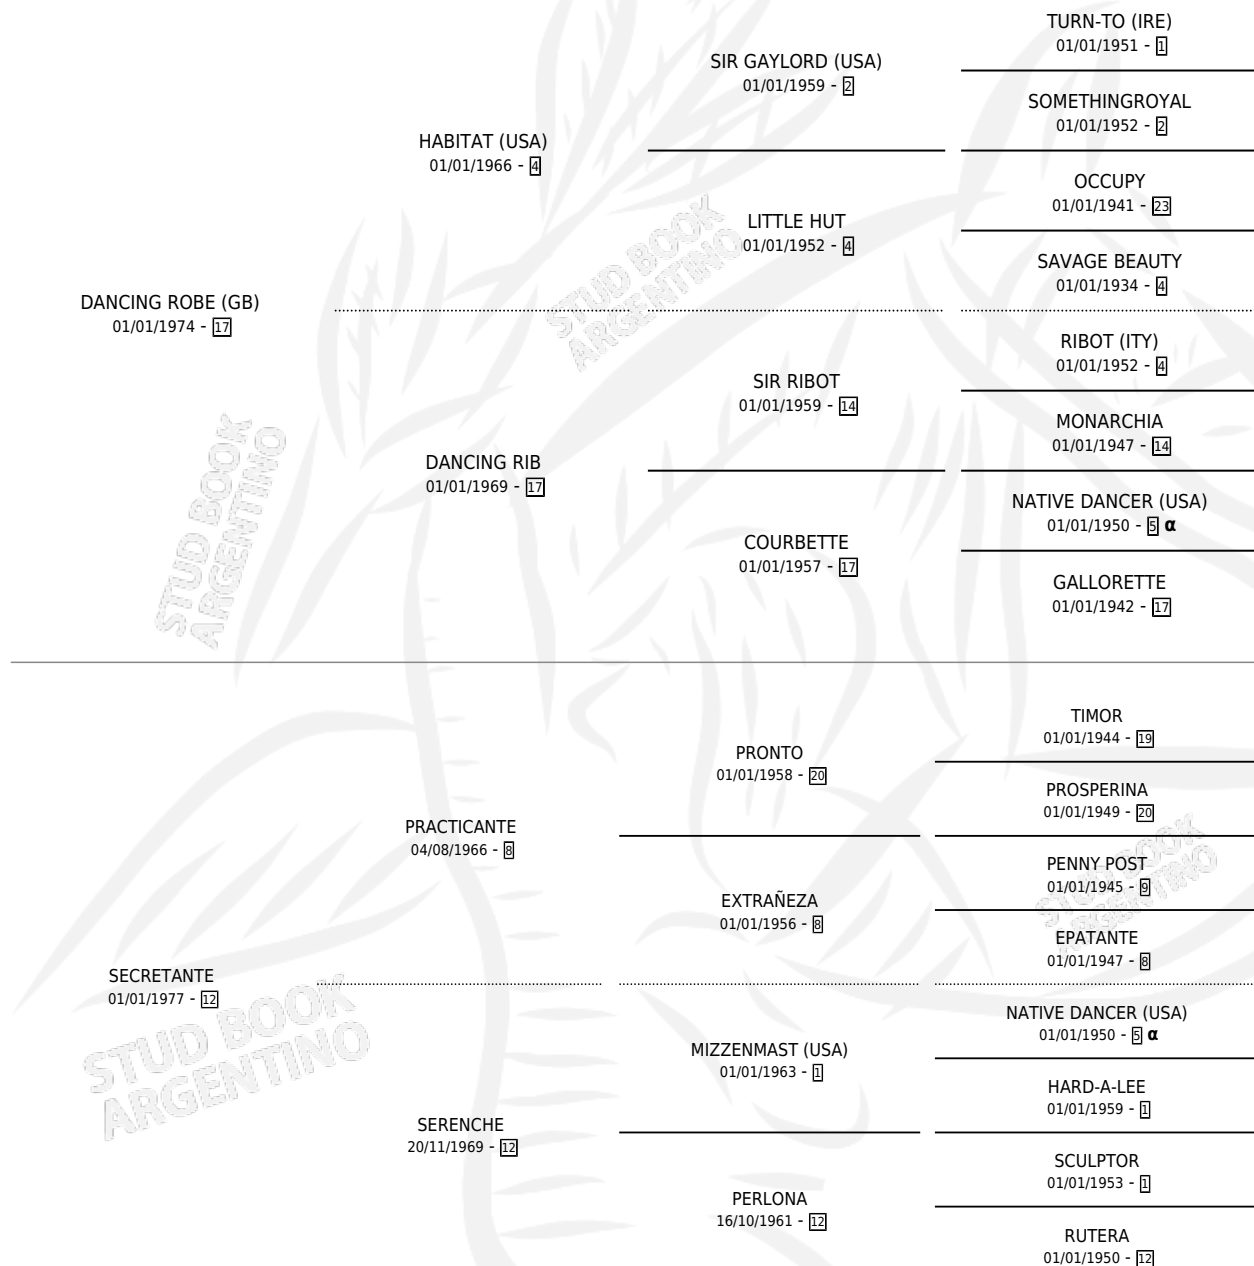 TURN-TO (IRE)
01/01/1951 - 1
SIR GAYLORD (USA)
01/01/1959 - 2
SOMETHINGROYAL
01/01/1952 - 2
HABITAT (USA)
01/01/1966 - 4
OCCUPY
01/01/1941 - 23
LITTLE HUT
01/01/1952 - 4
SAVAGE BEAUTY
01/01/1934 - 4
DANCING ROBE (GB)
01/01/1974 - 17
RIBOT (ITY)
01/01/1952 - 4
SIR RIBOT
01/01/1959 - 14
MONARCHIA
01/01/1947 - 14
DANCING RIB
01/01/1969 - 17
NATIVE DANCER (USA)
01/01/1950 - 5 α
COURBETTE
01/01/1957 - 17
GALLORETTE
01/01/1942 - 17
TIMOR
01/01/1944 - 19
PRONTO
01/01/1958 - 20
PROSPERINA
01/01/1949 - 20
PRACTICANTE
04/08/1966 - 8
PENNY POST
01/01/1945 - 9
EXTRAÑEZA
01/01/1956 - 8
EPATANTE
01/01/1947 - 8
SECRETANTE
01/01/1977 - 12
NATIVE DANCER (USA)
01/01/1950 - 5 α
MIZZENMAST (USA)
01/01/1963 - 1
HARD-A-LEE
01/01/1959 - 1
SERENCHE
20/11/1969 - 12
SCULPTOR
01/01/1953 - 1
PERLONA
16/10/1961 - 12
RUTERA
01/01/1950 - 12
STUD BOOK
ARGENTINO
STUD BOOK
ARGENTINO
STUD BOOK
ARGENTINO
STUD BOOK
ARGENTINO